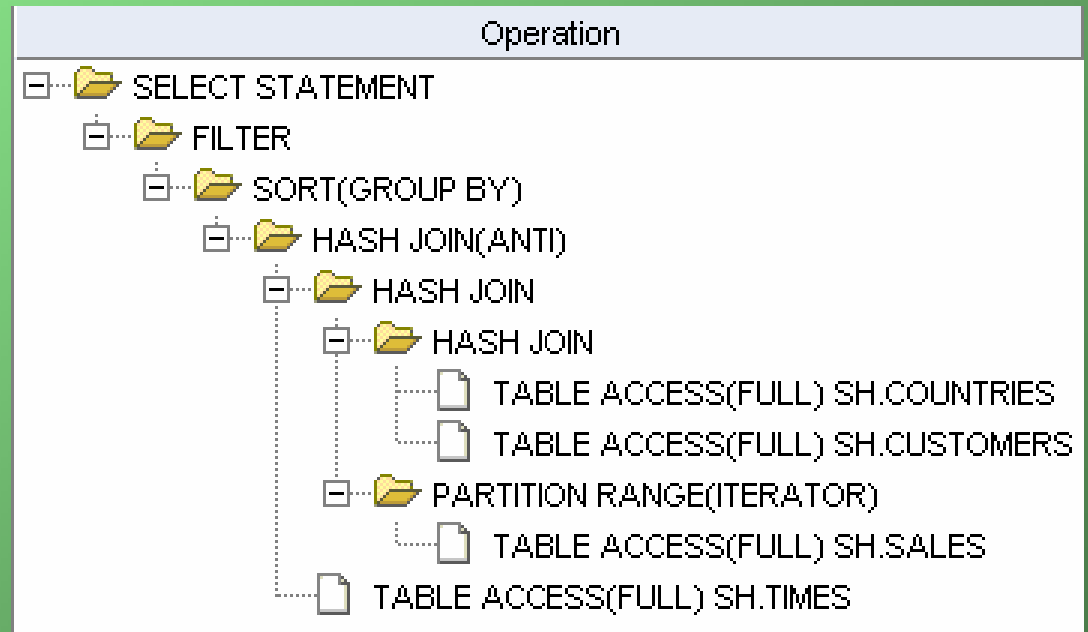 Operation
SELECT STATEMENT
FILTER
SORT(GROUP BY)
HASH JOIN(ANTI)
HASH JOIN
HASH JOIN
TABLE ACCESS(FULL) SH.COUNTRIES
TABLE ACCESS(FULL) SH.CUSTOMERS
PARTITION RANGE(ITERATOR)
TABLE ACCESS(FULL) SH.SALES
TABLE ACCESS(FULL) SH.TIMES